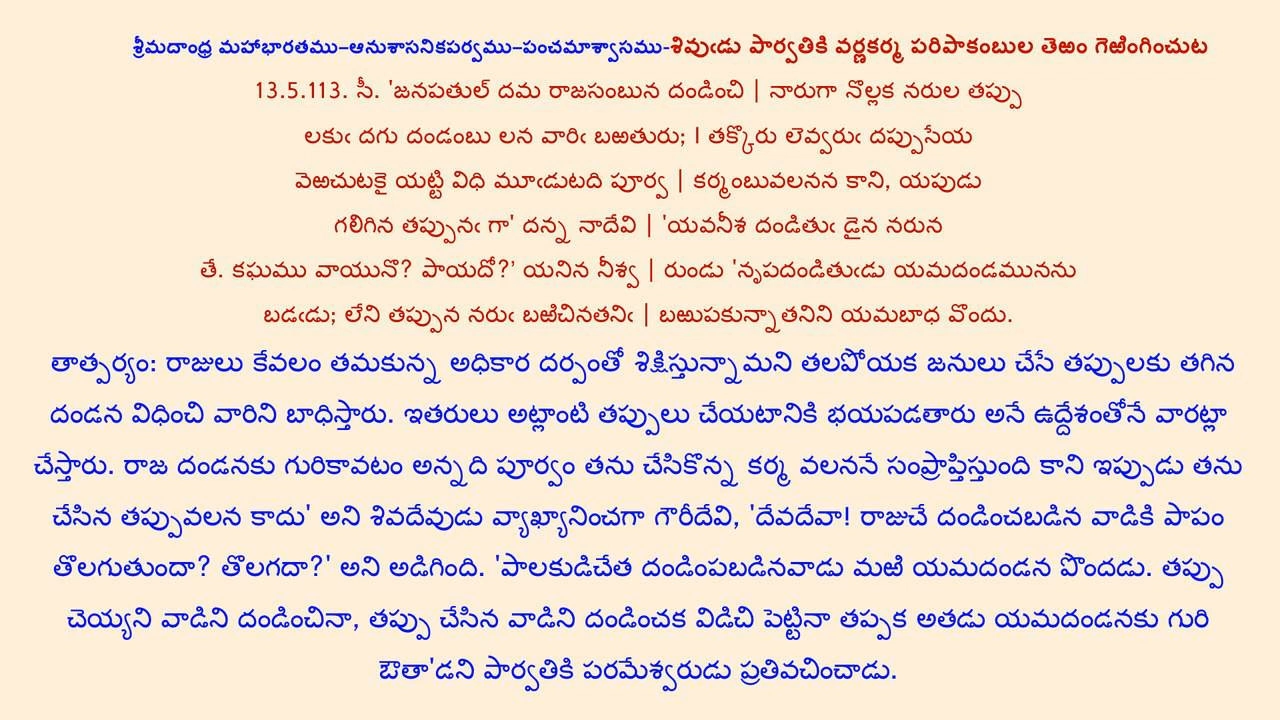 శ్రీమదాంధ్ర మహాభారతము–ఆనుశాసనికపర్వము–పంచమాశ్వాసము-శివుఁడు పార్వతికి వర్ణకర్మ పరిపాకంబుల తెఱం గెఱింగించుట
13.5.113. సీ. 'జనపతుల్ దమ రాజసంబున దండించి | నారుగా నొల్లక నరుల తప్పు
లకుఁ దగు దండంబు లన వారిఁ బఱతురు; । తక్కొరు లెవ్వరుఁ దప్పుసేయ
వెఱచుటకై యట్టి విధి మూఁడుటది పూర్వ | కర్మంబువలనన కాని, యపుడు
గలిగిన తప్పునఁ గా' దన్న నాదేవి | 'యవనీశ దండితుఁ డైన నరున
తే. కఘము వాయునొ? పాయదో?’ యనిన నీశ్వ | రుండు 'నృపదండితుఁడు యమదండమునను
బడఁడు; లేని తప్పున నరుఁ బఱిచినతనిఁ | బఱుపకున్నాతనిని యమబాధ వొందు.
తాత్పర్యం: రాజులు కేవలం తమకున్న అధికార దర్పంతో శిక్షిస్తున్నామని తలపోయక జనులు చేసే తప్పులకు తగిన
దండన విధించి వారిని బాధిస్తారు. ఇతరులు అట్లాంటి తప్పులు చేయటానికి భయపడతారు అనే ఉద్దేశంతోనే వారట్లా
చేస్తారు. రాజ దండనకు గురికావటం అన్నది పూర్వం తను చేసికొన్న కర్మ వలననే సంప్రాప్తిస్తుంది కాని ఇప్పుడు తను
చేసిన తప్పువలన కాదు' అని శివదేవుడు వ్యాఖ్యానించగా గౌరీదేవి, 'దేవదేవా! రాజుచే దండించబడిన వాడికి పాపం
తొలగుతుందా? తొలగదా?' అని అడిగింది. 'పాలకుడిచేత దండింపబడినవాడు మఱి యమదండన పొందడు. తప్పు
చెయ్యని వాడిని దండించినా, తప్పు చేసిన వాడిని దండించక విడిచి పెట్టినా తప్పక అతడు యమదండనకు గురి
ఔతా'డని పార్వతికి పరమేశ్వరుడు ప్రతివచించాడు.